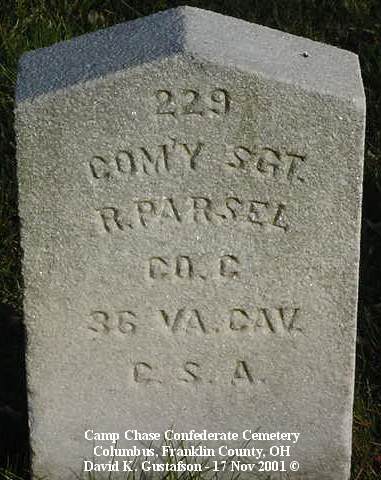 229
COM'Y SGT.
R. PARSEL
CO. C
36 VA. CAV.
C. S. A.
Camp Chase Confederate Cemetery
Columbus, Franklin County, OH
David K. Gustafson - 17 Nov 2001 ©